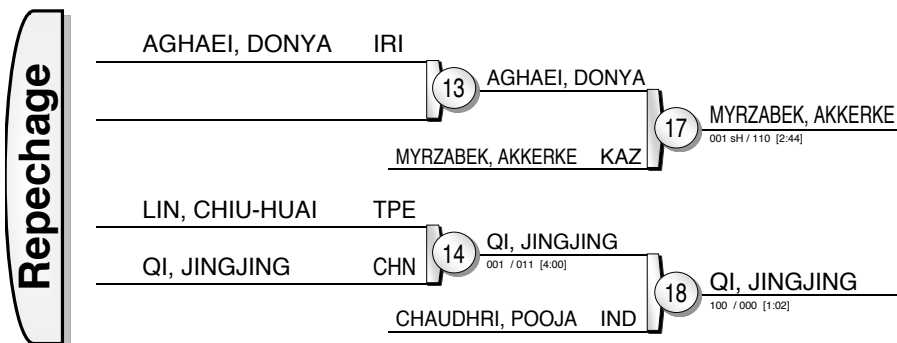 Repechage
AGHAEI, DONYA IRI
13
AGHAEI, DONYA
17
MYRZABEK, AKKERKE
001 sH / 110 [2:44]
MYRZABEK, AKKERKE KAZ
LIN, CHIU-HUAI TPE
14
QI, JINGJING
001 / 011 [4:00]
QI, JINGJING CHN
18
QI, JINGJING
100 / 000 [1:02]
CHAUDHRI, POOJA IND